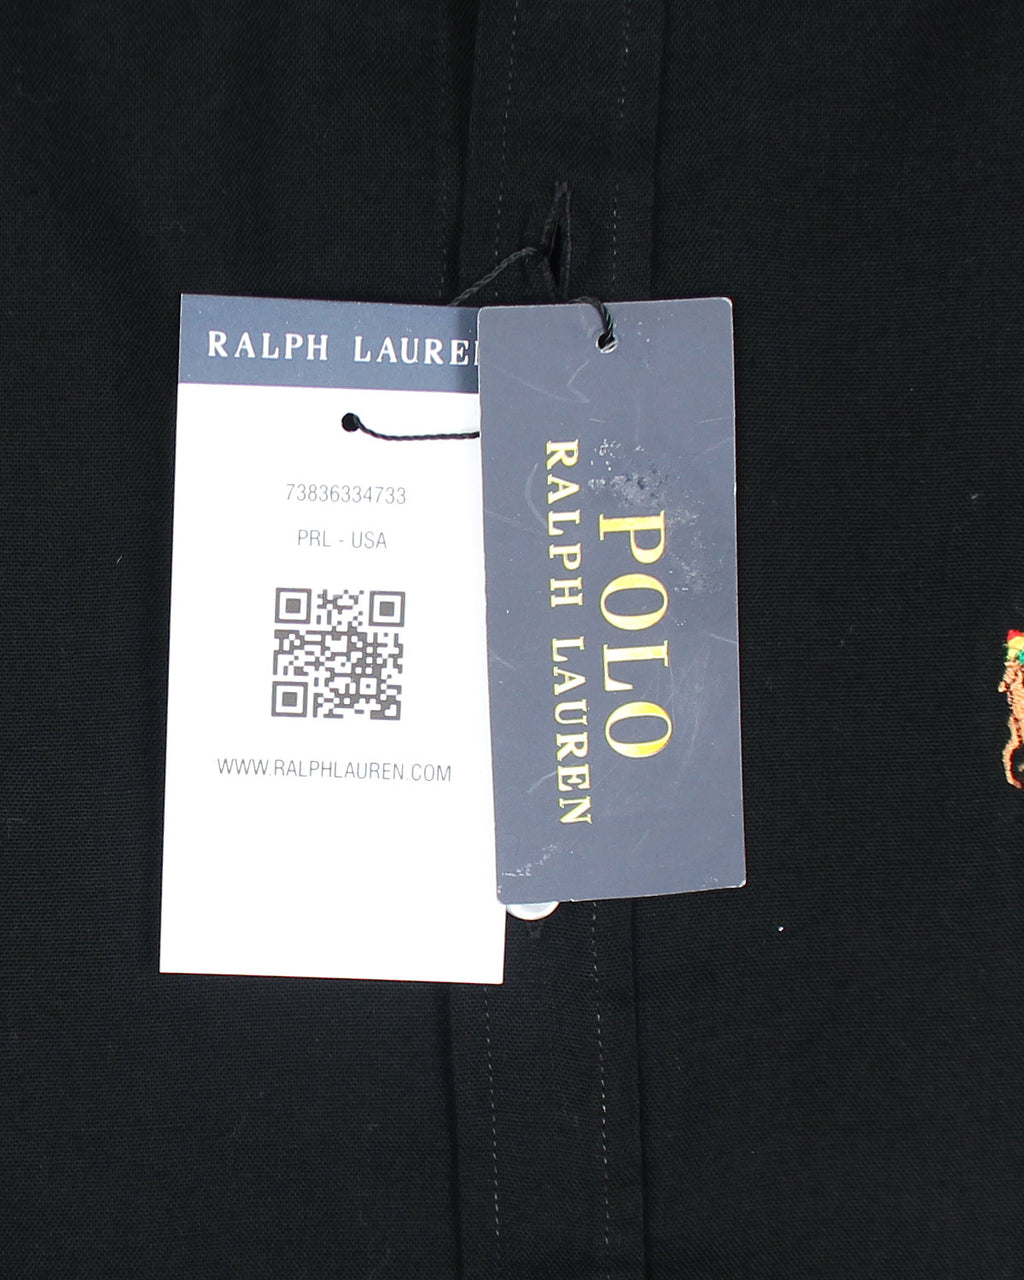 RALPH LAUREN
73836334733
PRL - USA
WWW.RALPHLAUREN.COM
POLO
RALPH LAUREN